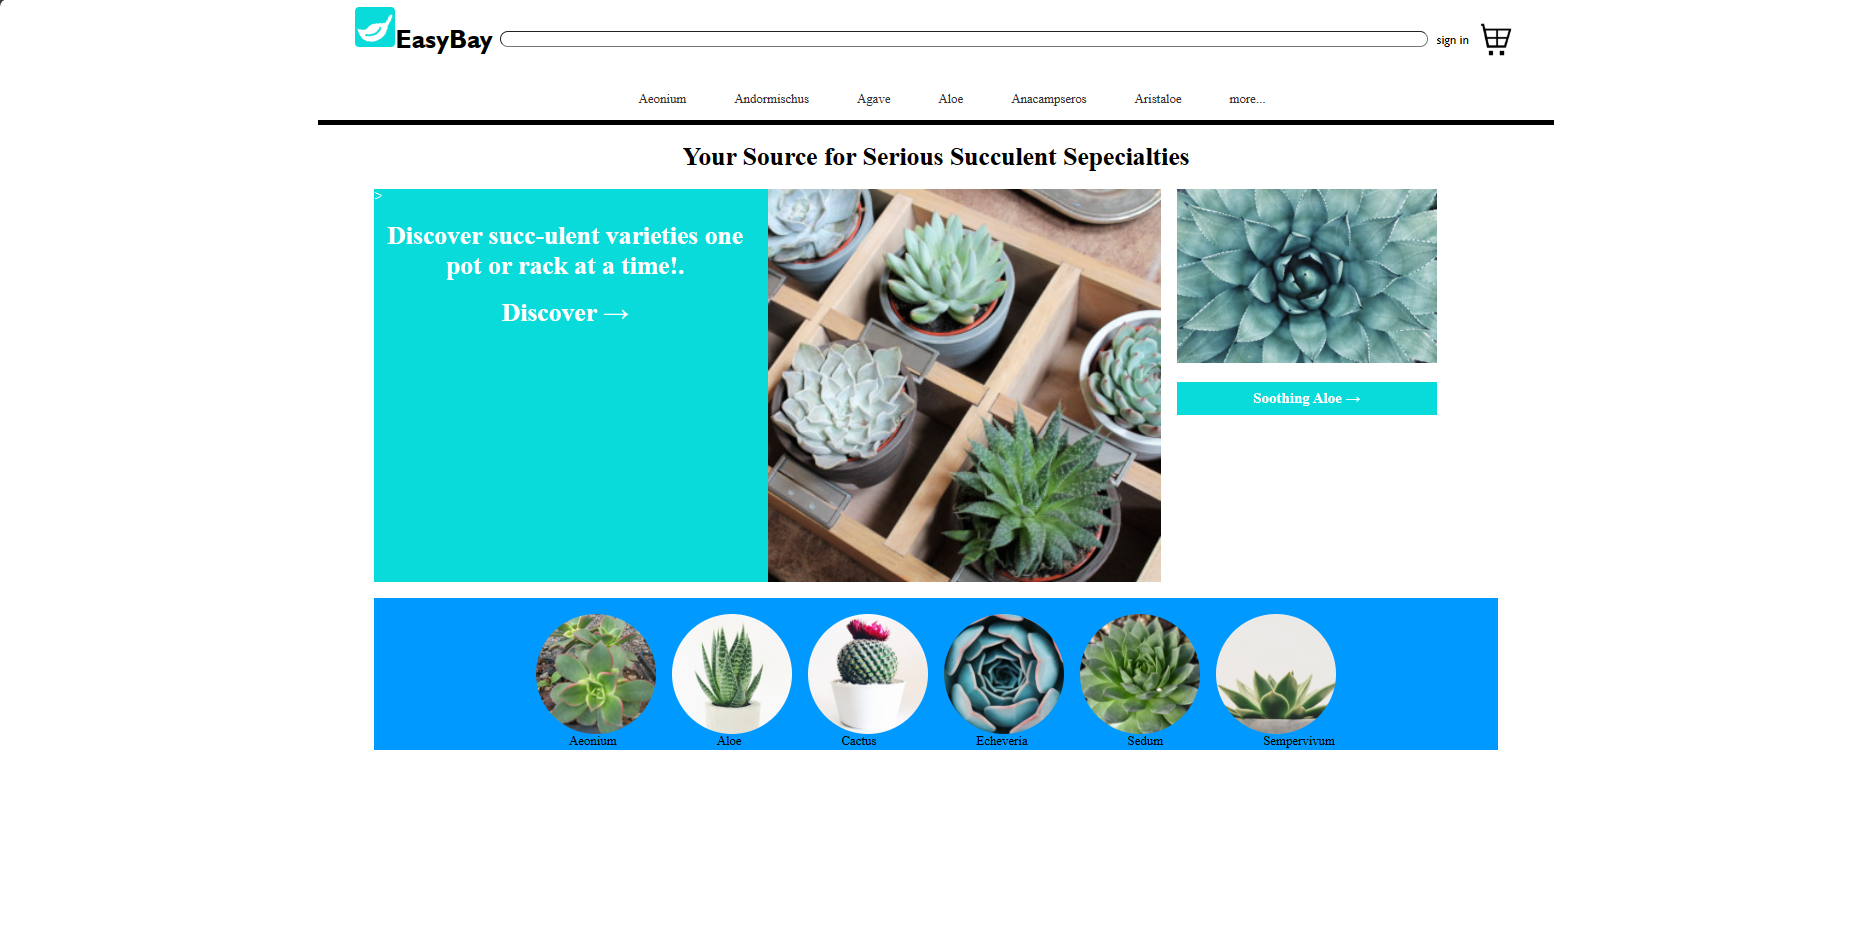 EasyBay
sign in
Aeonium Andormischus Agave Aloe Anacampseros Aristaloe more...
Your Source for Serious Succulent Sepecialties
>
Discover succ-ulent varieties one
pot or rack at a time!.
Discover →
Soothing Aloe →
Aeonium Aloe Cactus Echeveria Sedum Sempervivum